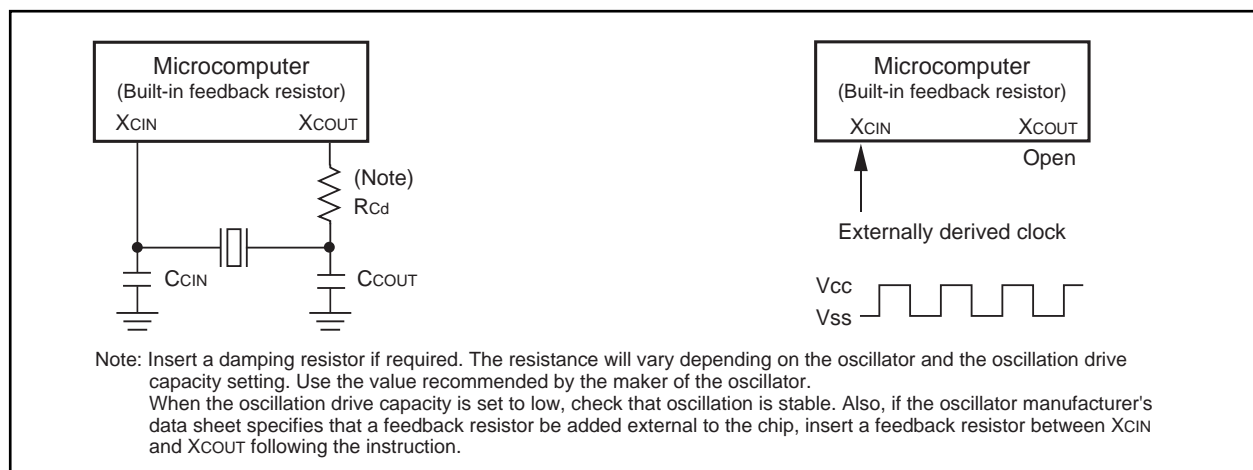 Microcomputer
(Built-in feedback resistor)
XCIN XCOUT
(Note)
RCd
CCIN
CCOUT
Microcomputer
(Built-in feedback resistor)
XCIN XCOUT
Open
Externally derived clock
Vcc
Vss
Note: Insert a damping resistor if required. The resistance will vary depending on the oscillator and the oscillation drive
capacity setting. Use the value recommended by the maker of the oscillator.
When the oscillation drive capacity is set to low, check that oscillation is stable. Also, if the oscillator manufacturer's
data sheet specifies that a feedback resistor be added external to the chip, insert a feedback resistor between XCIN
and XCOUT following the instruction.